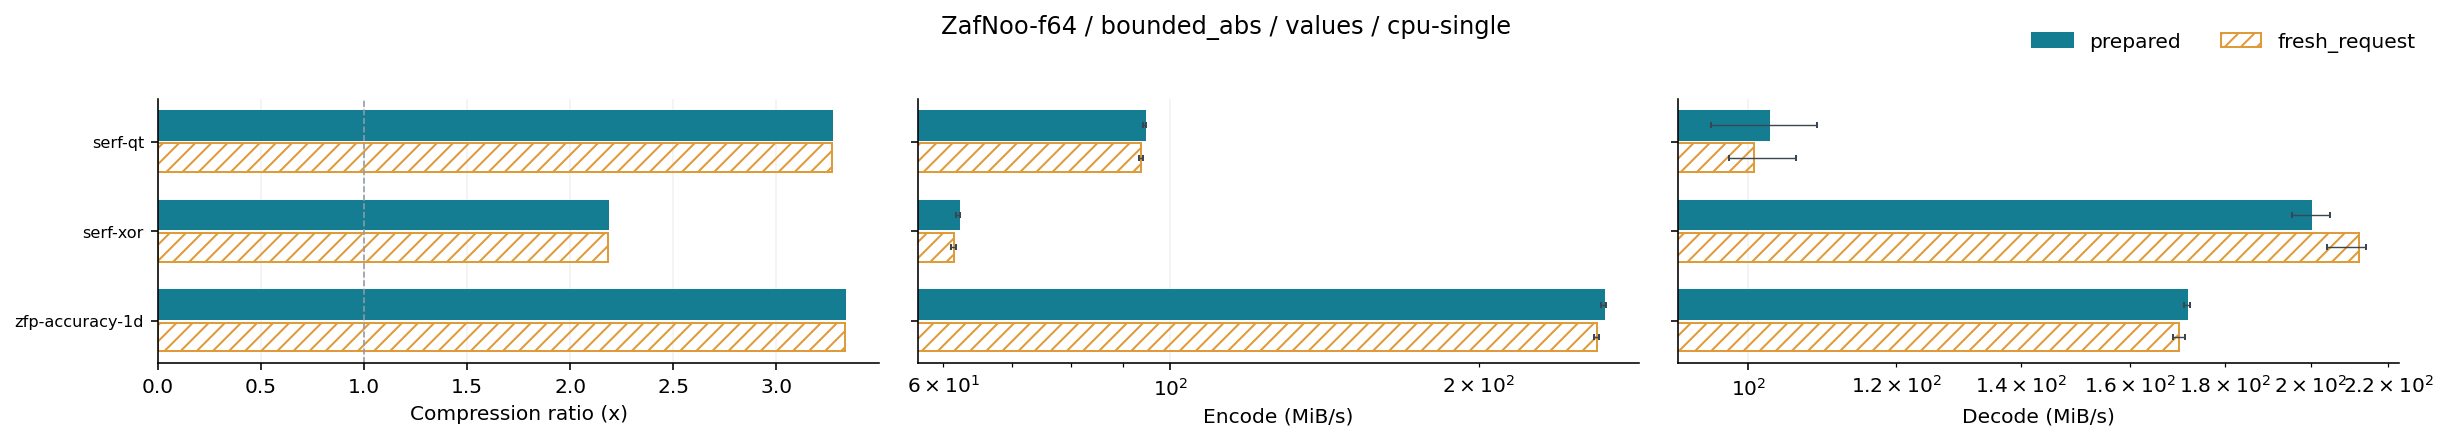 ZafNoo-f64 / bounded_abs / values / cpu-single
prepared fresh_request
serf-qt
serf-xor
zfp-accuracy-1d
0.0 0.5 1.0 1.5 2.0 2.5 3.0
Compression ratio (x)
6 × 10¹ 10² 2 × 10²
Encode (MiB/s)
10² 1.2 × 10² 1.4 × 10² 1.6 × 10² 1.8 × 10² 2 × 10² 2.2 × 10²
Decode (MiB/s)